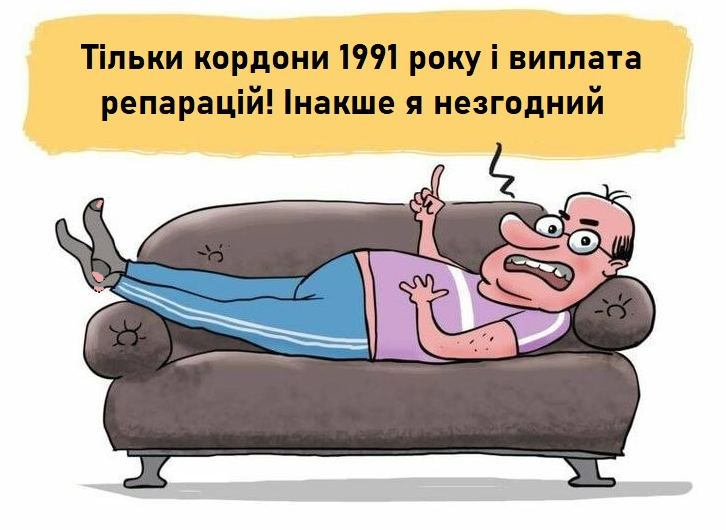 Тільки кордони 1991 року і виплата
репарацій! Інакше я незгодний